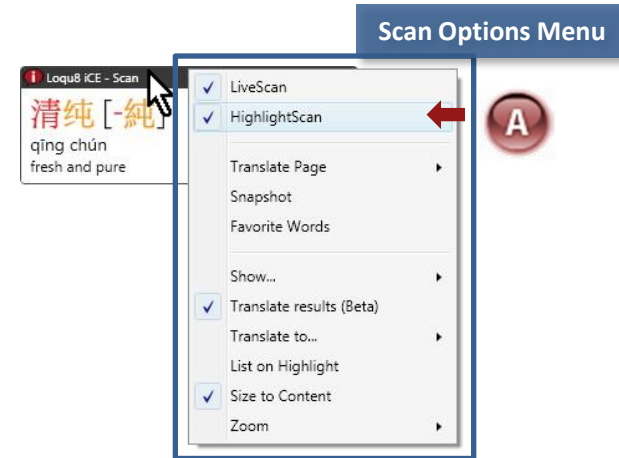 Scan Options Menu
Loqu8 iCE - Scan
清纯 [-純]
qīng chún
fresh and pure
LiveScan
HighlightScan
A
Translate Page
Snapshot
Favorite Words
Show...
Translate results (Beta)
Translate to...
List on Highlight
Size to Content
Zoom